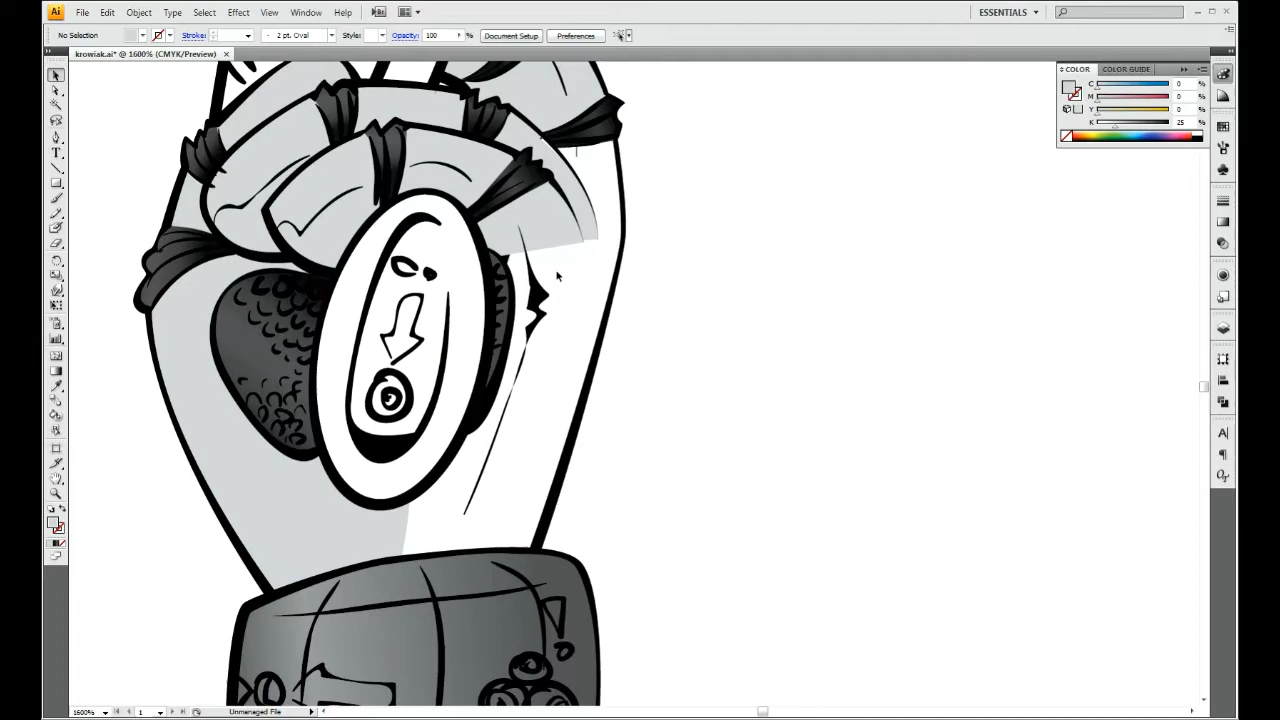 Ai File Edit Object Type Select Effect View Window Help Br ESSENTIALS
No Selection Stroke: 2 pt. Oval Style: Opacity: 100 % Document Setup Preferences
krowiak.ai* @ 1600% (CMYK/Preview) x
COLOR COLOR GUIDE
C 0 %
M 0 %
Y 0 %
K 25 %
1600% 1 Unmanaged File